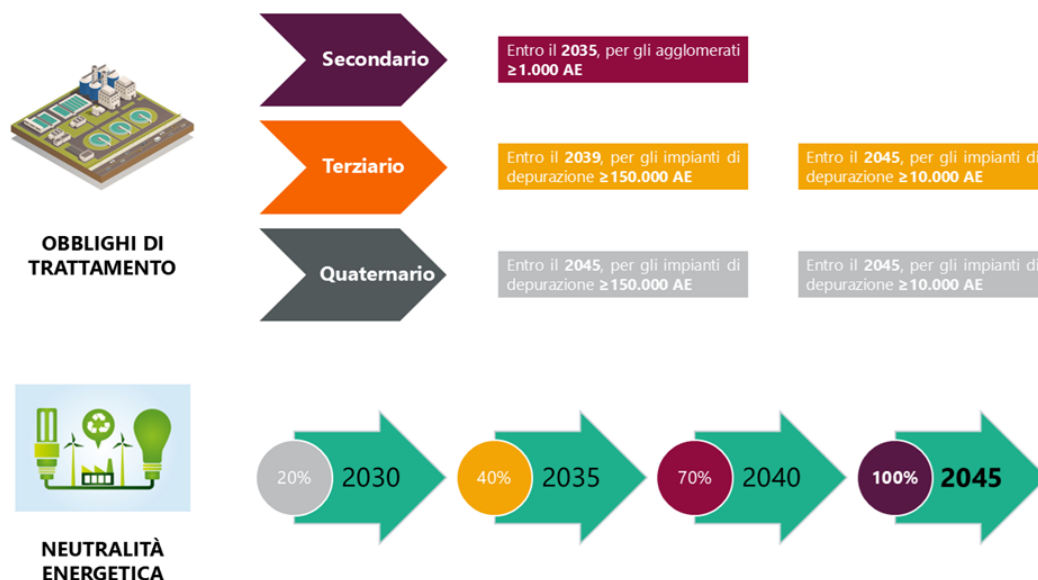 Secondario
Entro il 2035, per gli agglomerati
≥1.000 AE
Terziario
Entro il 2039, per gli impianti di
depurazione ≥150.000 AE
Entro il 2045, per gli impianti di
depurazione ≥10.000 AE
OBBLIGHI DI
TRATTAMENTO
Quaternario
Entro il 2045, per gli impianti di
depurazione ≥150.000 AE
Entro il 2045, per gli impianti di
depurazione ≥10.000 AE
20%
2030
40%
2035
70%
2040
100%
2045
NEUTRALITÀ
ENERGETICA